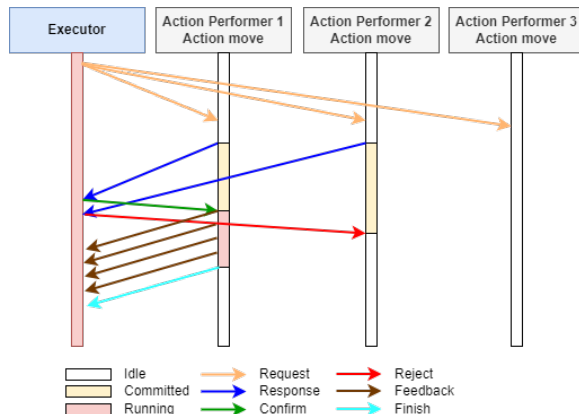 Executor
Action Performer 1
Action move
Action Performer 2
Action move
Action Performer 3
Action move
Idle
Request
Reject
Committed
Response
Feedback
Running
Confirm
Finish